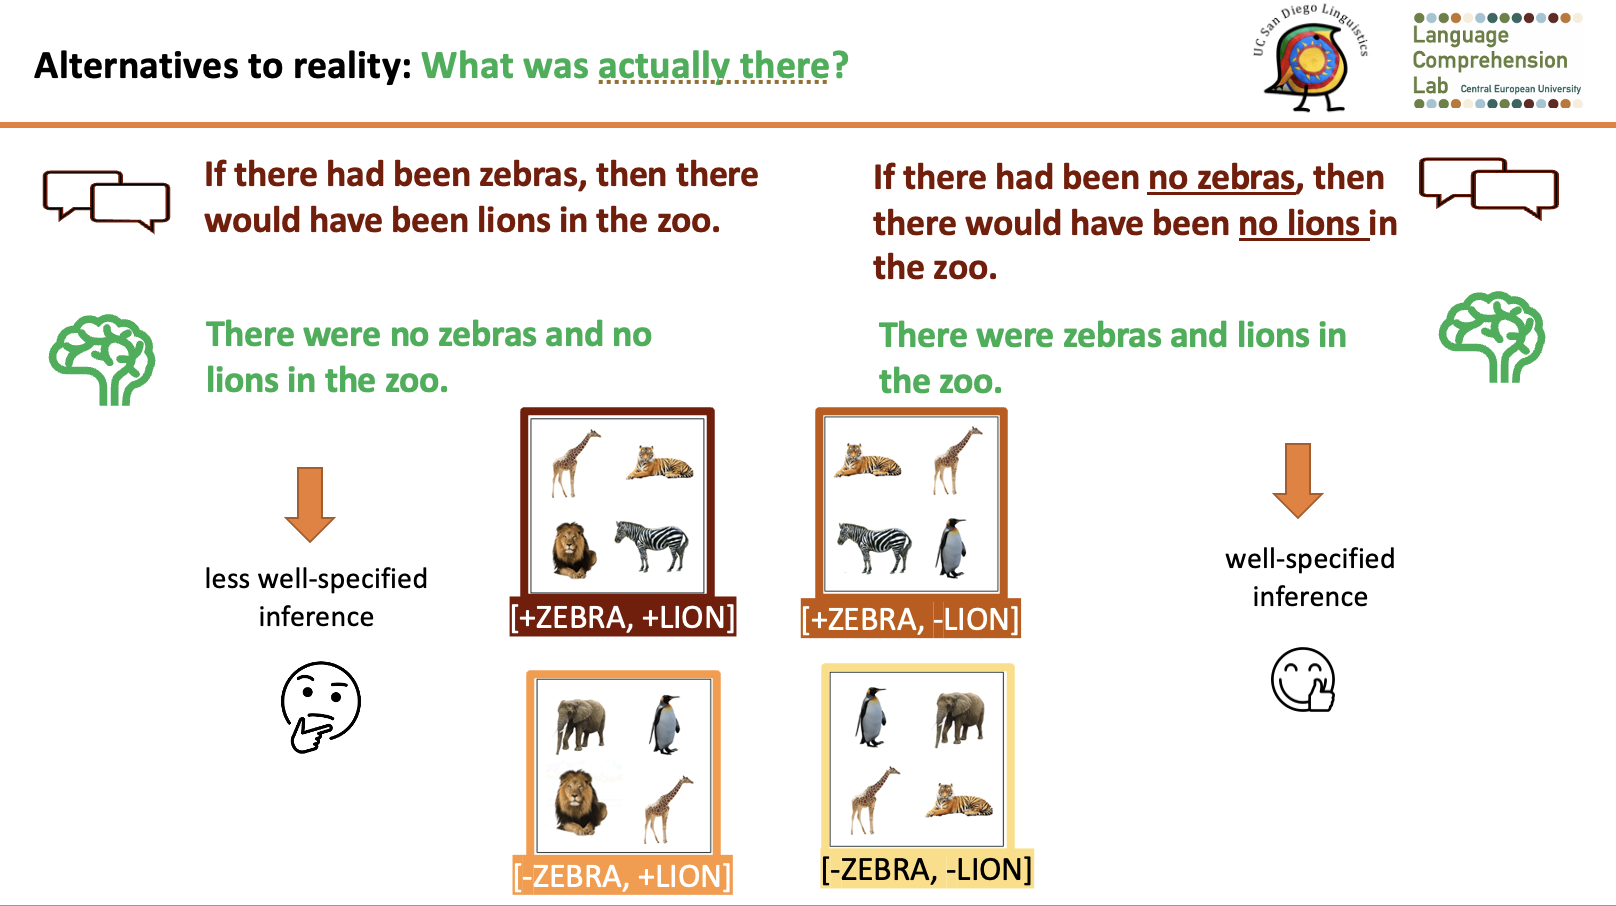 Alternatives to reality: What was actually there?
UC San Diego Linguistics
Language
Comprehension
Lab Central European University
If there had been zebras, then there
would have been lions in the zoo.
There were no zebras and no
lions in the zoo.
less well-specified
inference
If there had been no zebras, then
there would have been no lions in
the zoo.
There were zebras and lions in
the zoo.
well-specified
inference
[+ZEBRA, +LION]
[+ZEBRA, -LION]
[-ZEBRA, +LION]
[-ZEBRA, -LION]